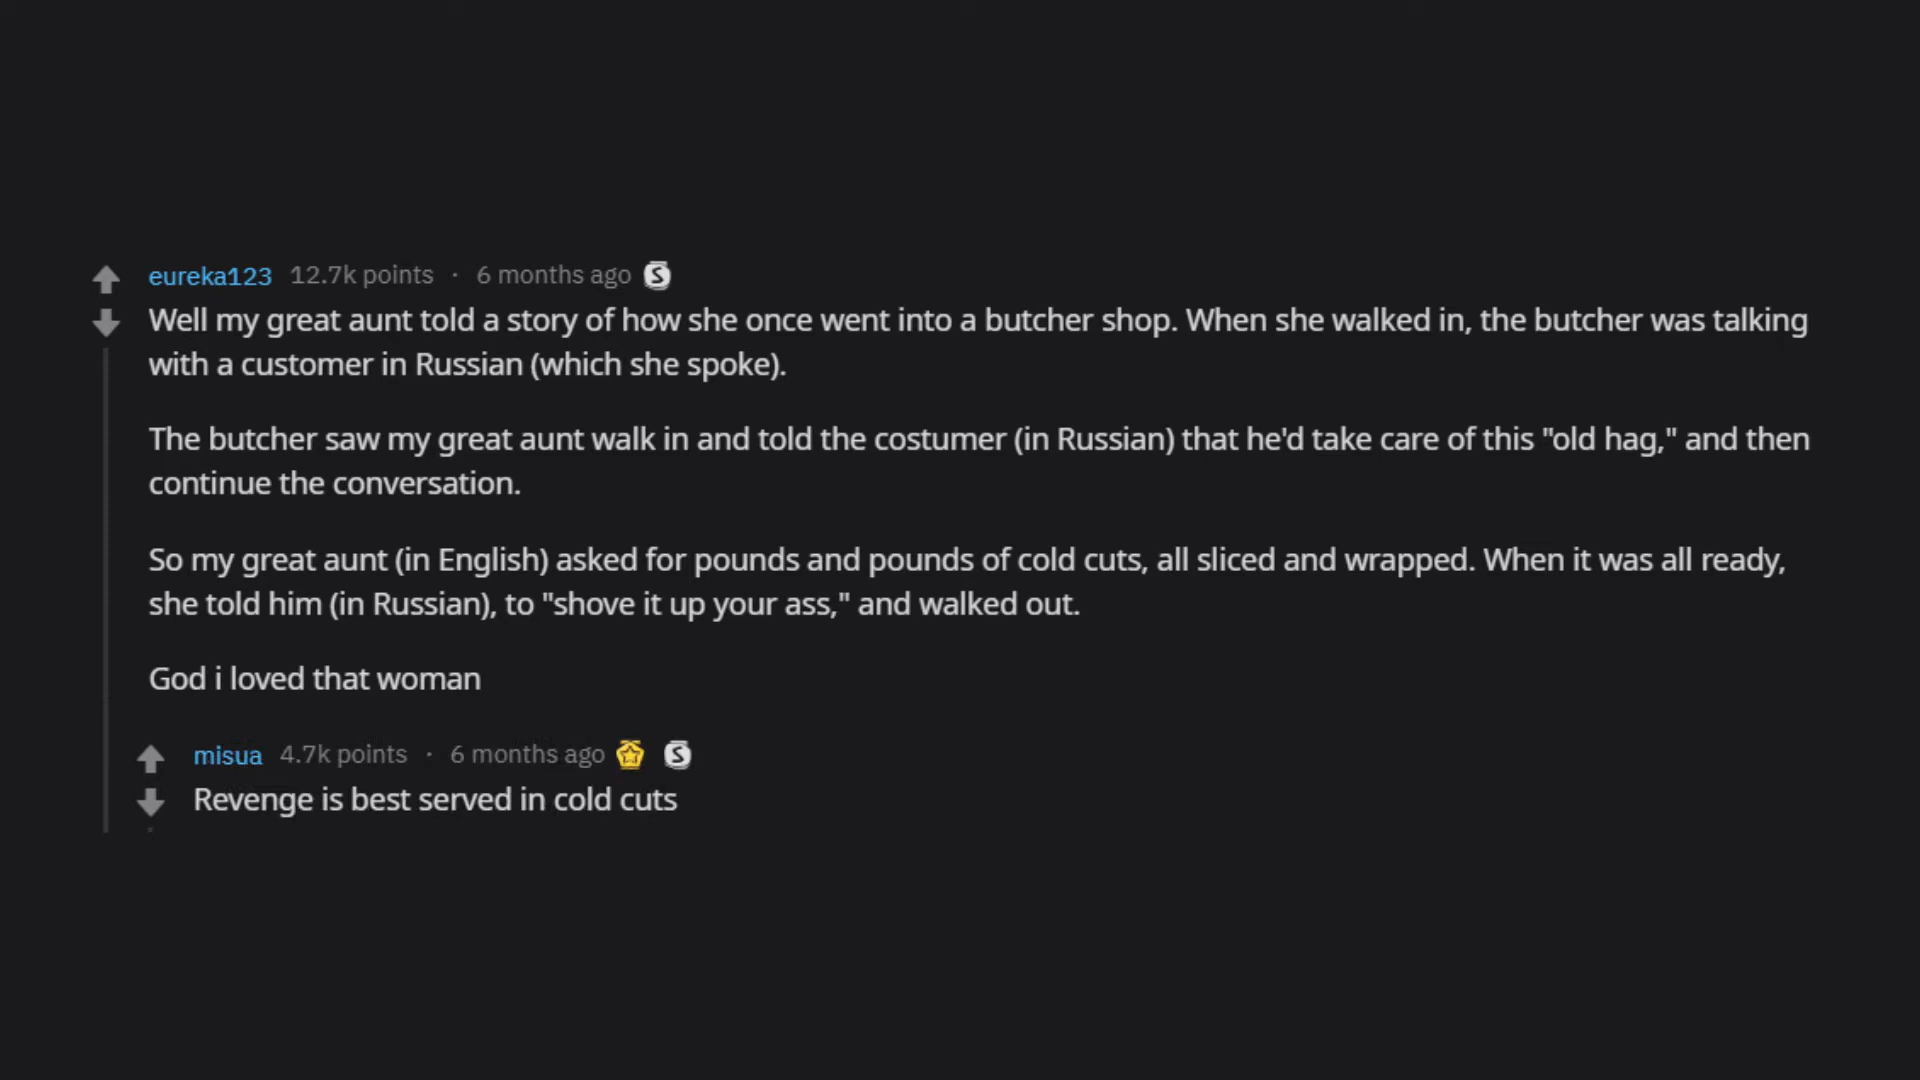 eureka123 12.7k points · 6 months ago S
Well my great aunt told a story of how she once went into a butcher shop. When she walked in, the butcher was talking
with a customer in Russian (which she spoke).
The butcher saw my great aunt walk in and told the costumer (in Russian) that he'd take care of this "old hag," and then
continue the conversation.
So my great aunt (in English) asked for pounds and pounds of cold cuts, all sliced and wrapped. When it was all ready,
she told him (in Russian), to "shove it up your ass," and walked out.
God i loved that woman
misua 4.7k points · 6 months ago S
Revenge is best served in cold cuts